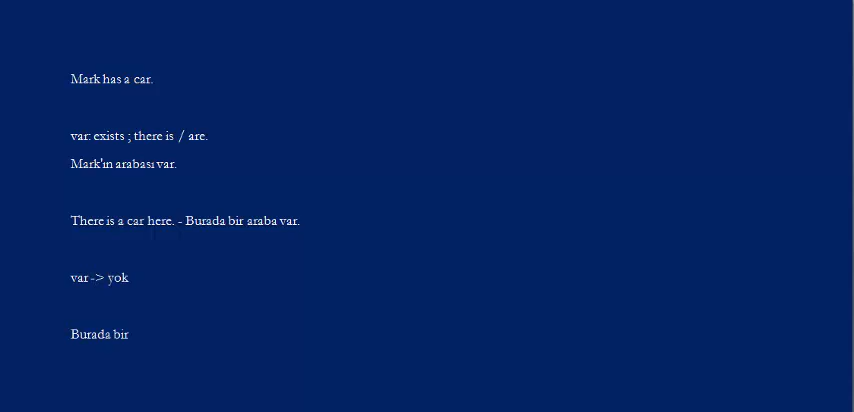 Mark has a car.
var: exists ; there is / are.
Mark'ın arabası var.
There is a car here. - Burada bir araba var.
var -> yok
Burada bir